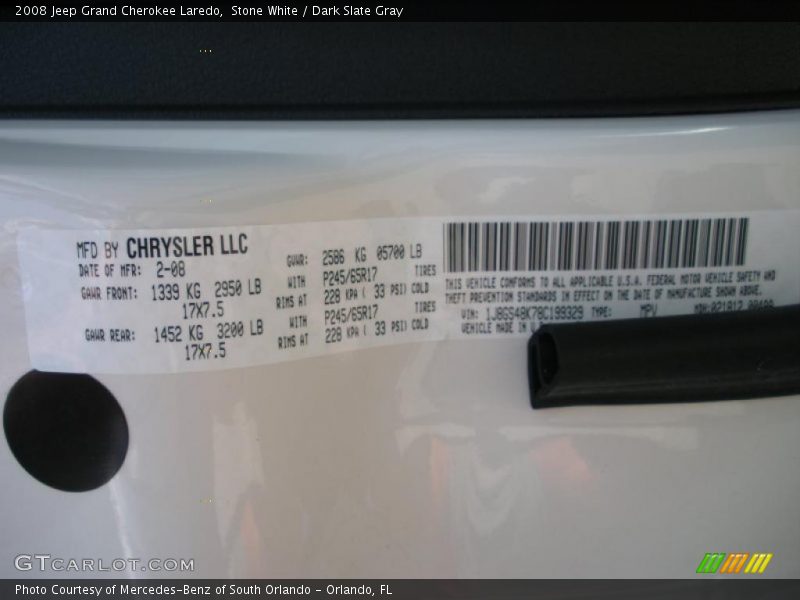 2008 Jeep Grand Cherokee Laredo, Stone White / Dark Slate Gray
MFD BY CHRYSLER LLC
DATE OF MFR: 2-08
GAWR FRONT: 1339 KG 2950 LB
17X7.5
GAWR REAR: 1452 KG 3200 LB
17X7.5
GVWR: 2586 KG 05700 LB
WITH P245/65R17 TIRES
RIMS AT 228 KPA ( 33 PSI) COLD
WITH P245/65R17 TIRES
RIMS AT 228 KPA ( 33 PSI) COLD
THIS VEHICLE CONFORMS TO ALL APPLICABLE U.S.A. FEDERAL MOTOR VEHICLE SAFETY AND
THEFT PREVENTION STANDARDS IN EFFECT ON THE DATE OF MANUFACTURE SHOWN ABOVE.
VIN: 1J8GS48K78C199329 TYPE: MPV
VEHICLE MADE IN
GTCARLOT.COM
Photo Courtesy of Mercedes-Benz of South Orlando - Orlando, FL